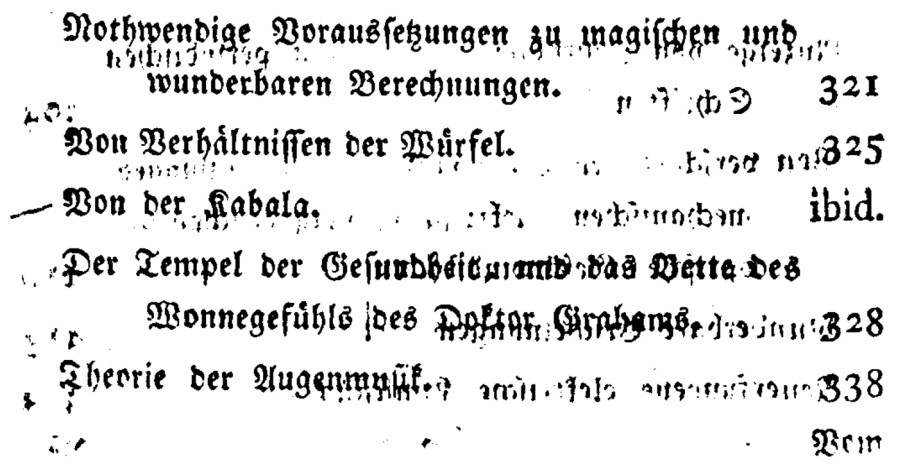 Nothwendige Voraussetzungen zu magischen und
wunderbaren Berechnungen. 321
Von Verhältnissen der Würfel. 325
Von der Kabala. ibid.
Der Tempel der Gesundheit, und das Bette des
Wonnegefühls des Doktor Grahams. 328
Theorie der Augenmusik. 338
Vom